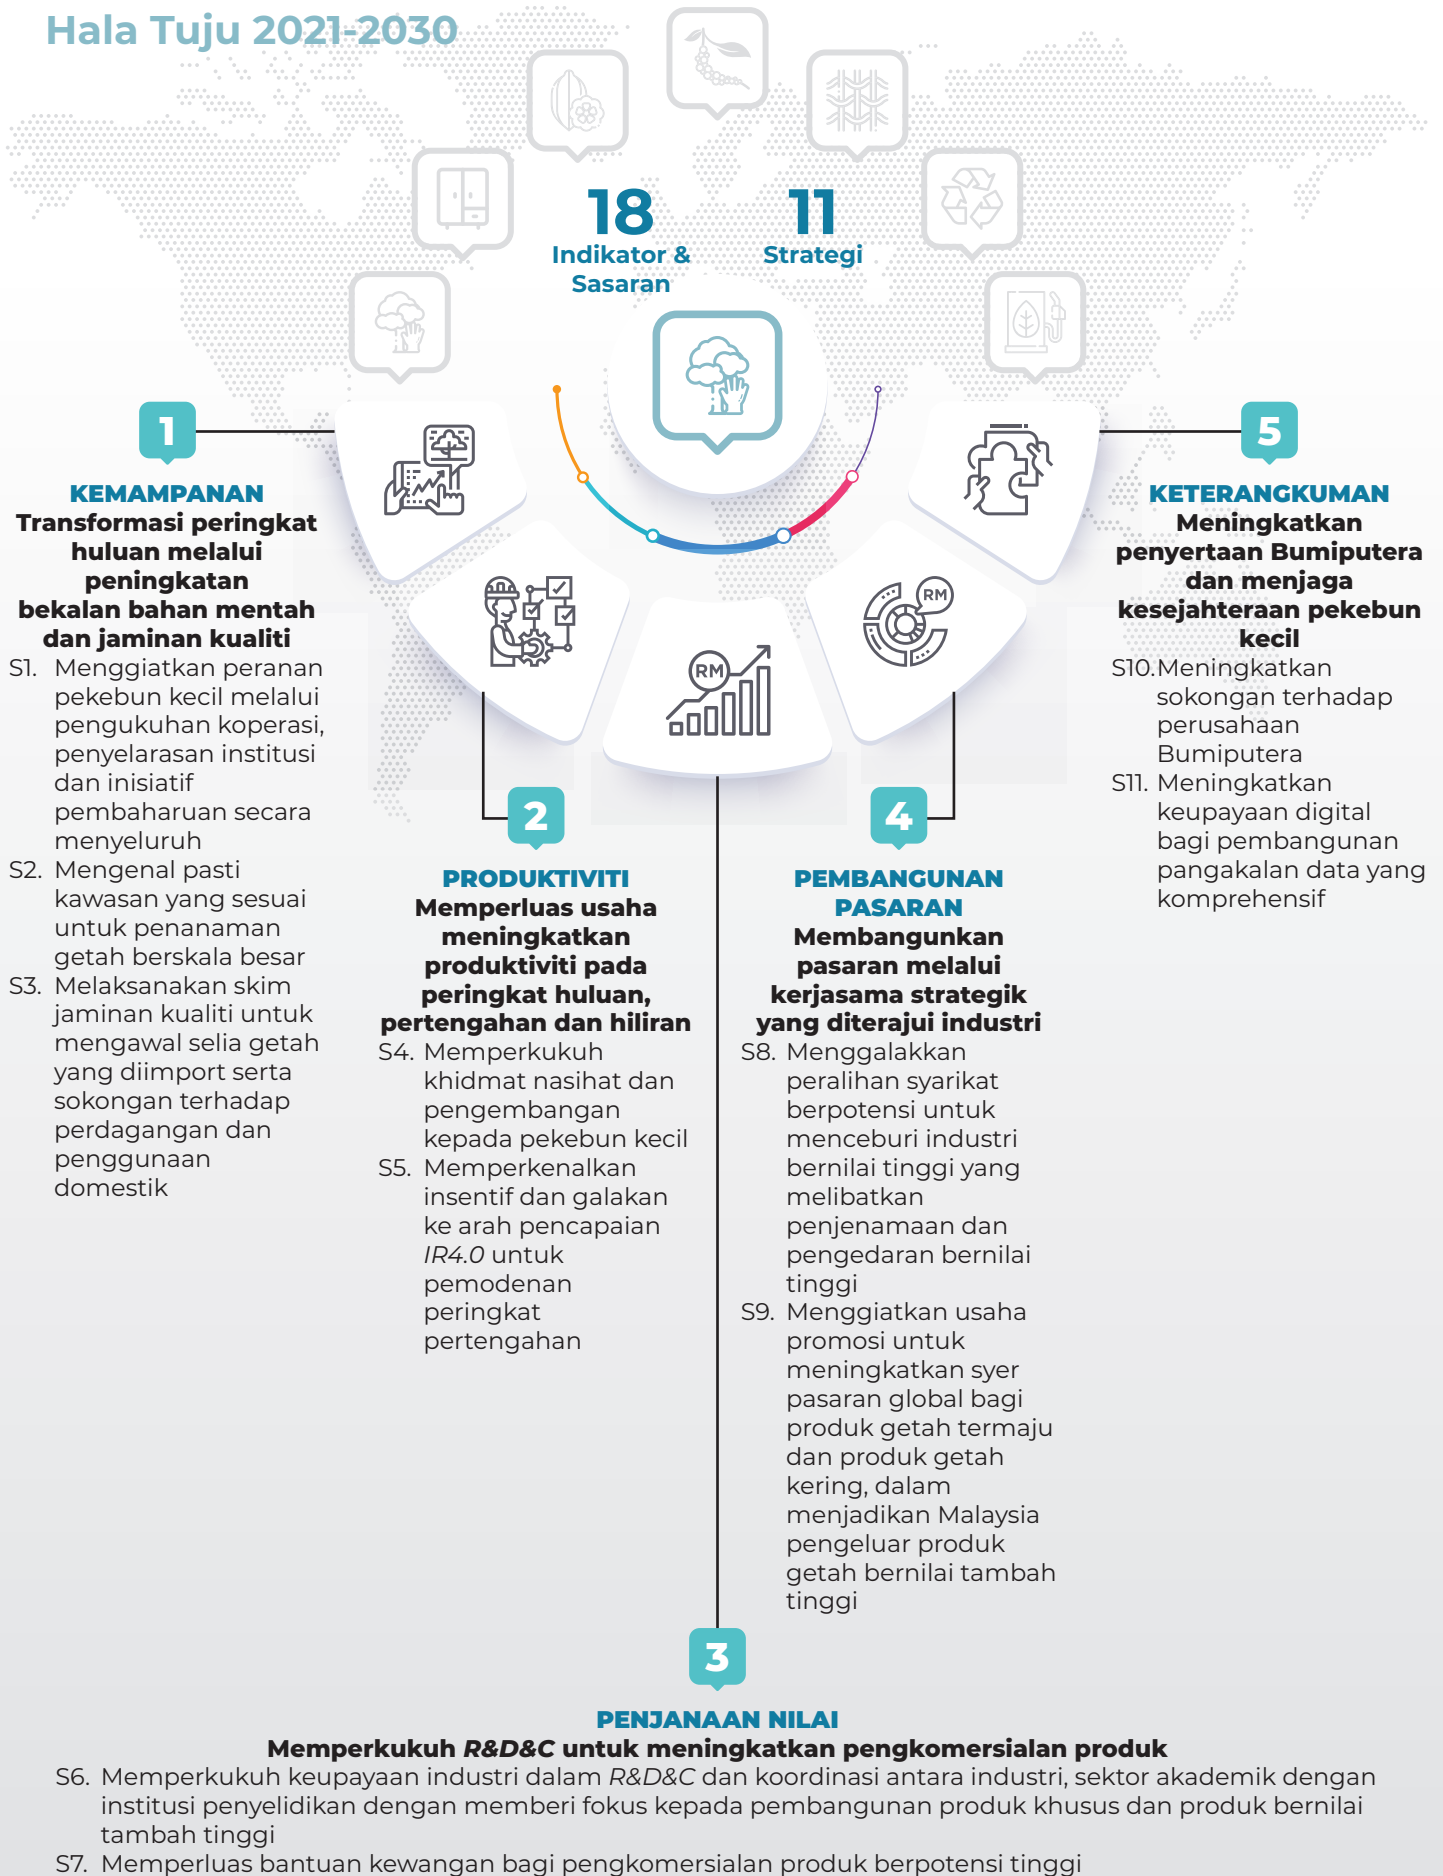 Hala Tuju 2021-2030
18
Indikator &
Sasaran
11
Strategi
1
KEMAMPANAN
Transformasi peringkat
huluan melalui
peningkatan
bekalan bahan mentah
dan jaminan kualiti
S1. Menggiatkan peranan
pekebun kecil melalui
pengukuhan koperasi,
penyelarasan institusi
dan inisiatif
pembaharuan secara
menyeluruh
S2. Mengenal pasti
kawasan yang sesuai
untuk penanaman
getah berskala besar
S3. Melaksanakan skim
jaminan kualiti untuk
mengawal selia getah
yang diimport serta
sokongan terhadap
perdagangan dan
penggunaan
domestik
2
PRODUKTIVITI
Memperluas usaha
meningkatkan
produktiviti pada
peringkat huluan,
pertengahan dan hiliran
S4. Memperkukuh
khidmat nasihat dan
pengembangan
kepada pekebun kecil
S5. Memperkenalkan
insentif dan galakan
ke arah pencapaian
IR4.0 untuk
pemodenan
peringkat
pertengahan
RM
3
PENJANAAN NILAI
Memperkukuh R&D&C untuk meningkatkan pengkomersialan produk
S6. Memperkukuh keupayaan industri dalam R&D&C dan koordinasi antara industri, sektor akademik dengan
institusi penyelidikan dengan memberi fokus kepada pembangunan produk khusus dan produk bernilai
tambah tinggi
S7. Memperluas bantuan kewangan bagi pengkomersialan produk berpotensi tinggi
RM
4
PEMBANGUNAN
PASARAN
Membangunkan
pasaran melalui
kerjasama strategik
yang diterajui industri
S8. Menggalakkan
peralihan syarikat
berpotensi untuk
menceburi industri
bernilai tinggi yang
melibatkan
penjenamaan dan
pengedaran bernilai
tinggi
S9. Menggiatkan usaha
promosi untuk
meningkatkan syer
pasaran global bagi
produk getah termaju
dan produk getah
kering, dalam
menjadikan Malaysia
pengeluar produk
getah bernilai tambah
tinggi
5
KETERANGKUMAN
Meningkatkan
penyertaan Bumiputera
dan menjaga
kesejahteraan pekebun
kecil
S10.Meningkatkan
sokongan terhadap
perusahaan
Bumiputera
S11. Meningkatkan
keupayaan digital
bagi pembangunan
pangakalan data yang
komprehensif